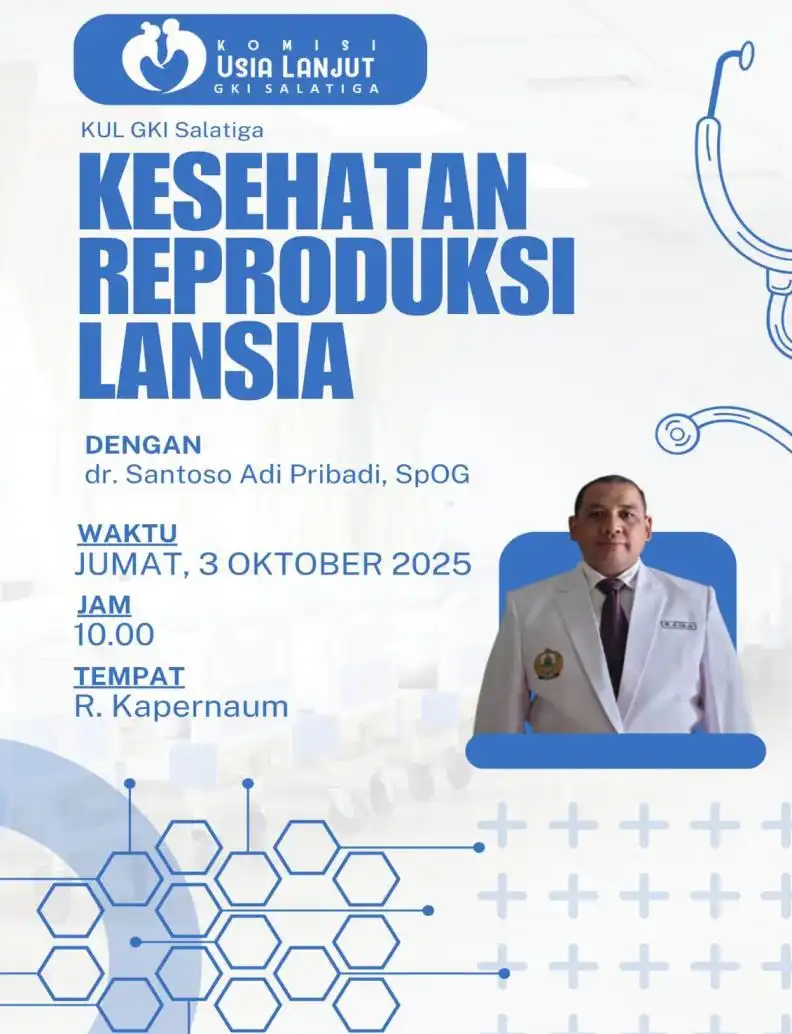 KOMISI
USIA LANJUT
GKI SALATIGA
KUL GKI Salatiga
KESEHATAN
REPRODUKSI
LANSIA
DENGAN
dr. Santoso Adi Pribadi, SpOG
WAKTU
JUMAT, 3 OKTOBER 2025
JAM
10.00
TEMPAT
R. Kapernaum